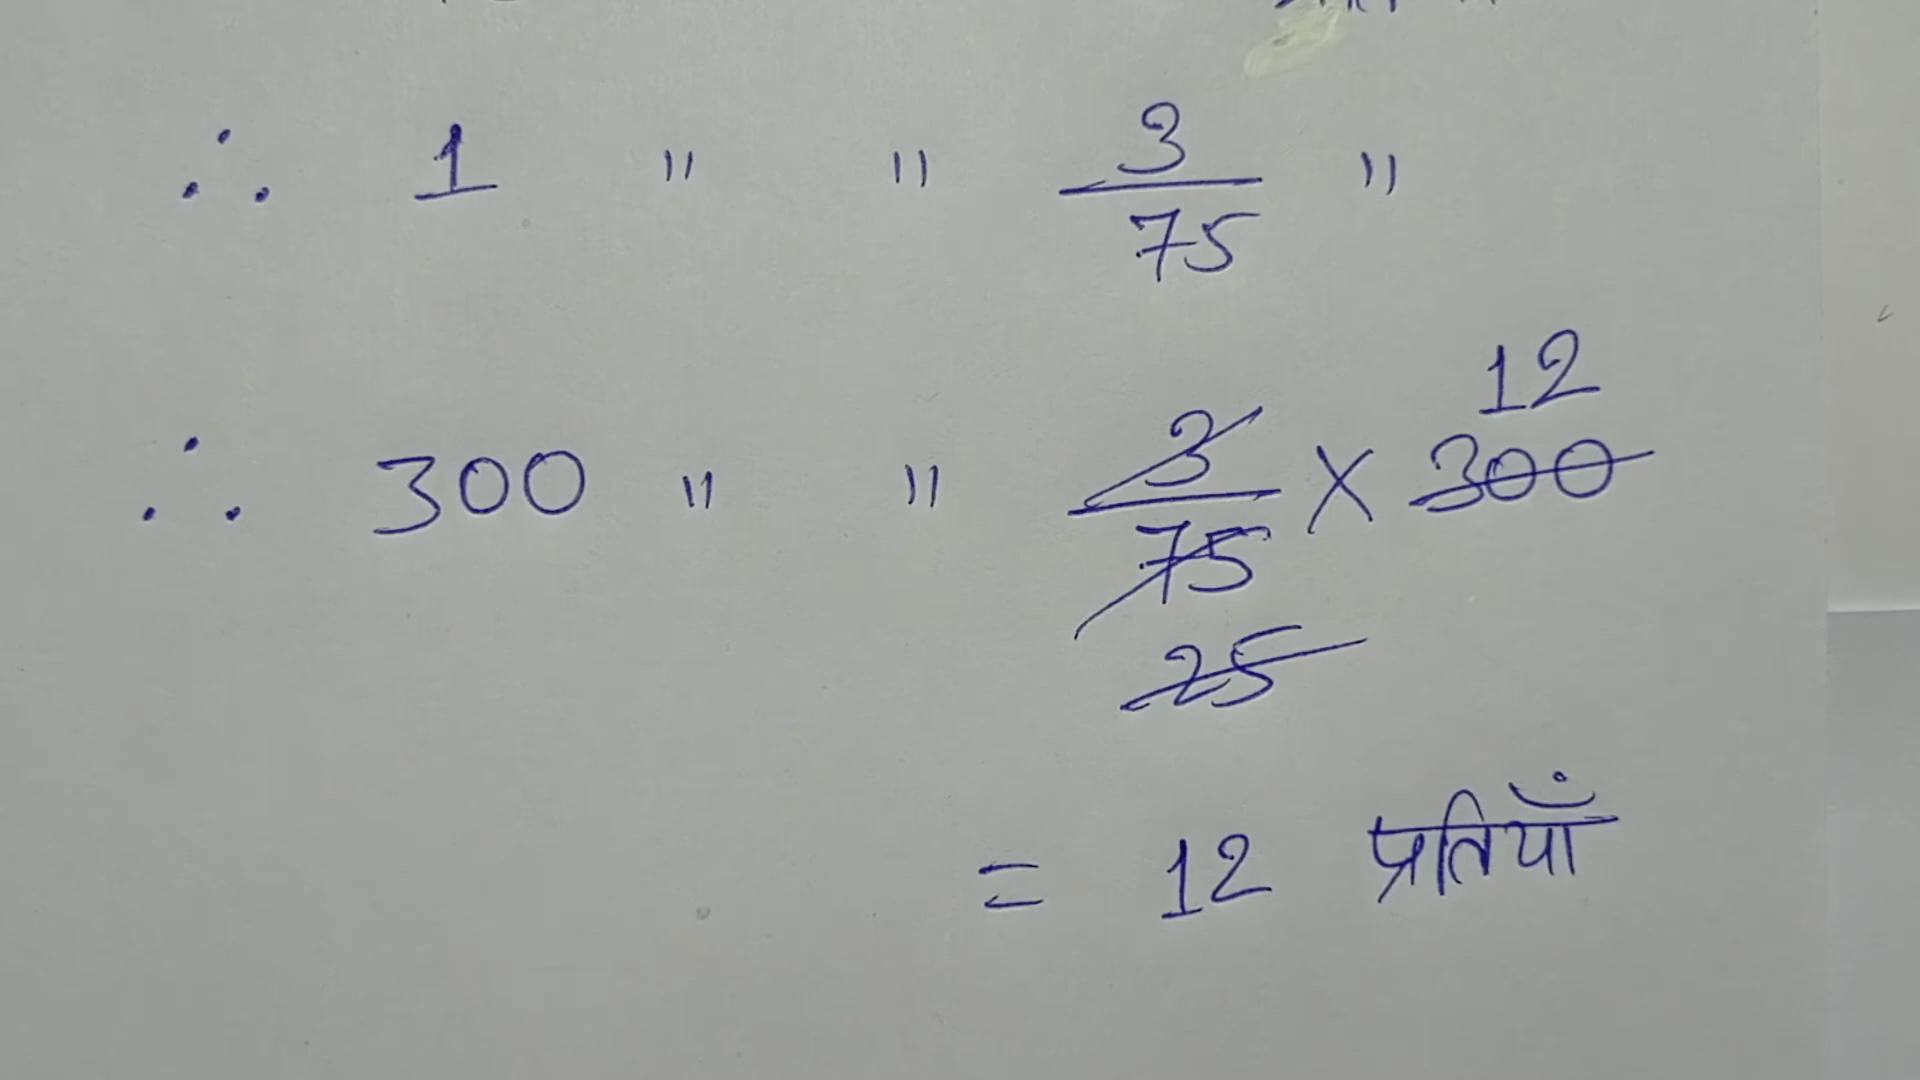 ∴ 1 " " 3/75 "
12
∴ 300 " " 3/75 × 300
25
= 12 प्रतियाँ